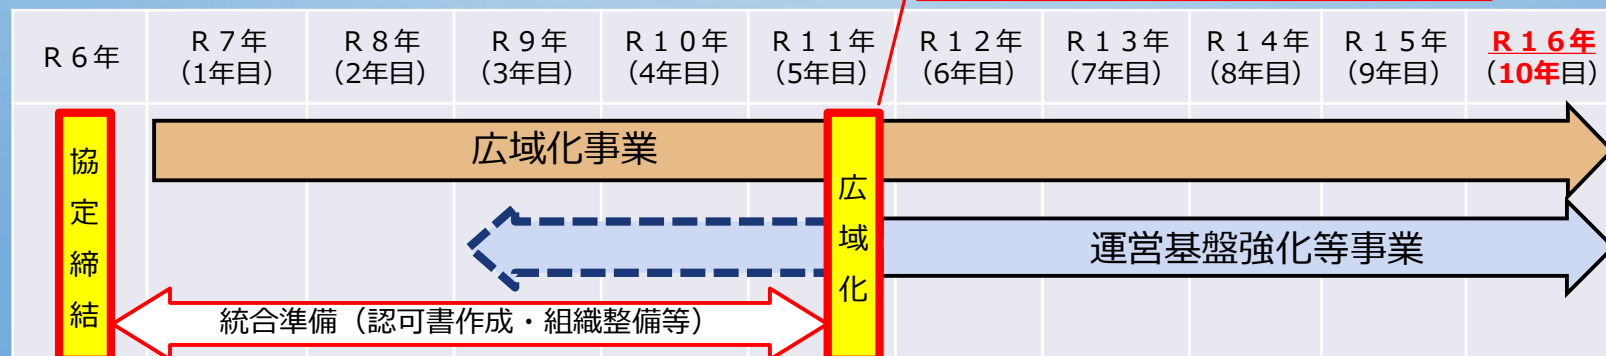 R6年
R7年
（1年目）
R8年
（2年目）
R9年
（3年目）
R10年
（4年目）
R11年
（5年目）
R12年
（6年目）
R13年
（7年目）
R14年
（8年目）
R15年
（9年目）
R16年
（10年目）
協定締結
広域化事業
広域化
運営基盤強化等事業
統合準備（認可書作成・組織整備等）